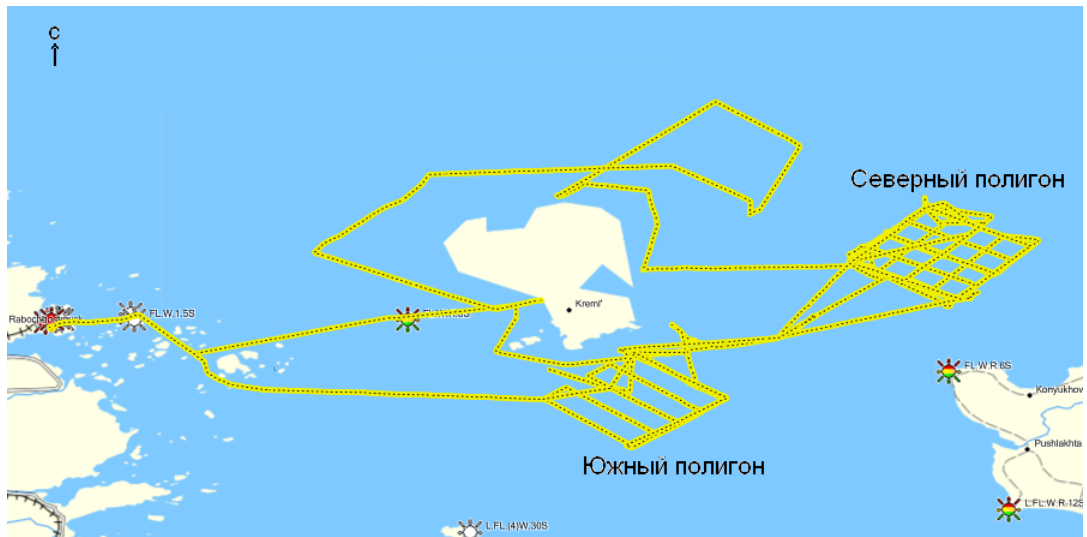 С
Северный полигон
FL.W.1,5S
Kreml'
FL.W.R.6S
Konyukhov
Pushlakhta
Южный полигон
L.FL.W.R.12S
L.FL.(4)W.30S